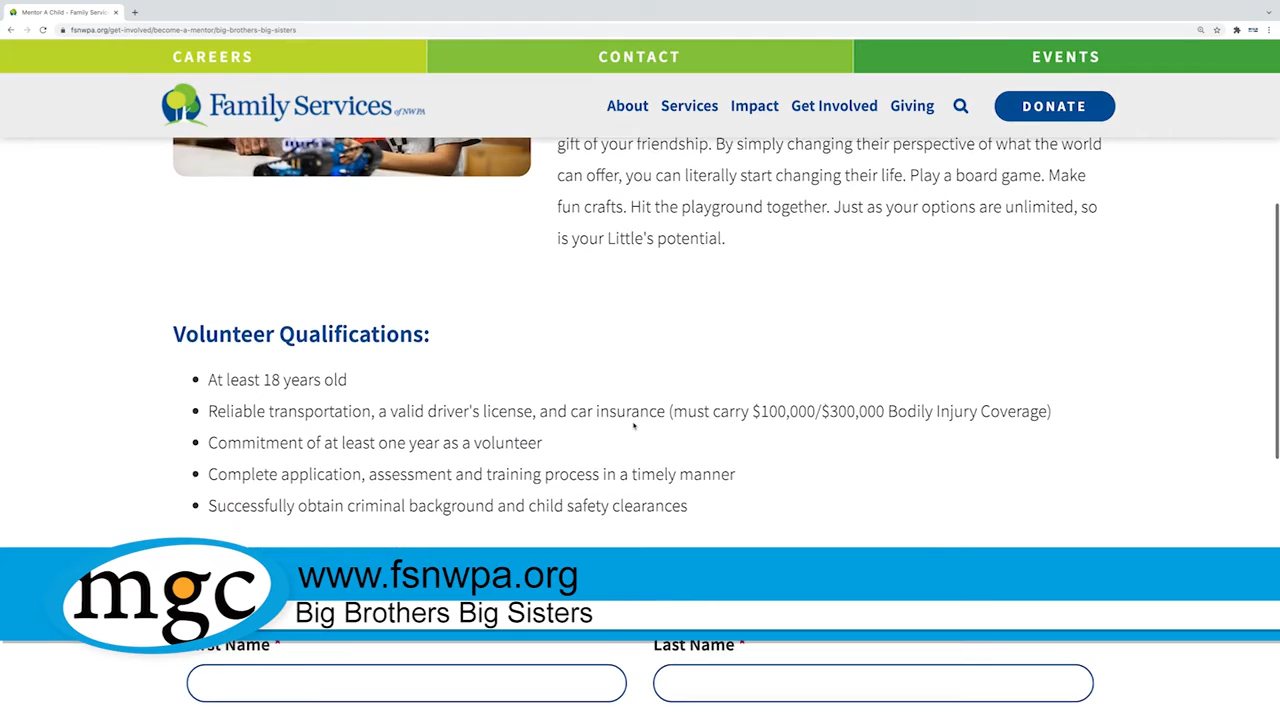 Mentor A Child - Family Servic
fsnwpa.org/get-involved/become-a-mentor/big-brothers-big-sisters
CAREERS
CONTACT
EVENTS
Family Services of NWPA
About
Services
Impact
Get Involved
Giving
DONATE
gift of your friendship. By simply changing their perspective of what the world
can offer, you can literally start changing their life. Play a board game. Make
fun crafts. Hit the playground together. Just as your options are unlimited, so
is your Little's potential.
Volunteer Qualifications:
At least 18 years old
Reliable transportation, a valid driver's license, and car insurance (must carry $100,000/$300,000 Bodily Injury Coverage)
Commitment of at least one year as a volunteer
Complete application, assessment and training process in a timely manner
Successfully obtain criminal background and child safety clearances
mgc
www.fsnwpa.org
Big Brothers Big Sisters
Name *
Last Name *